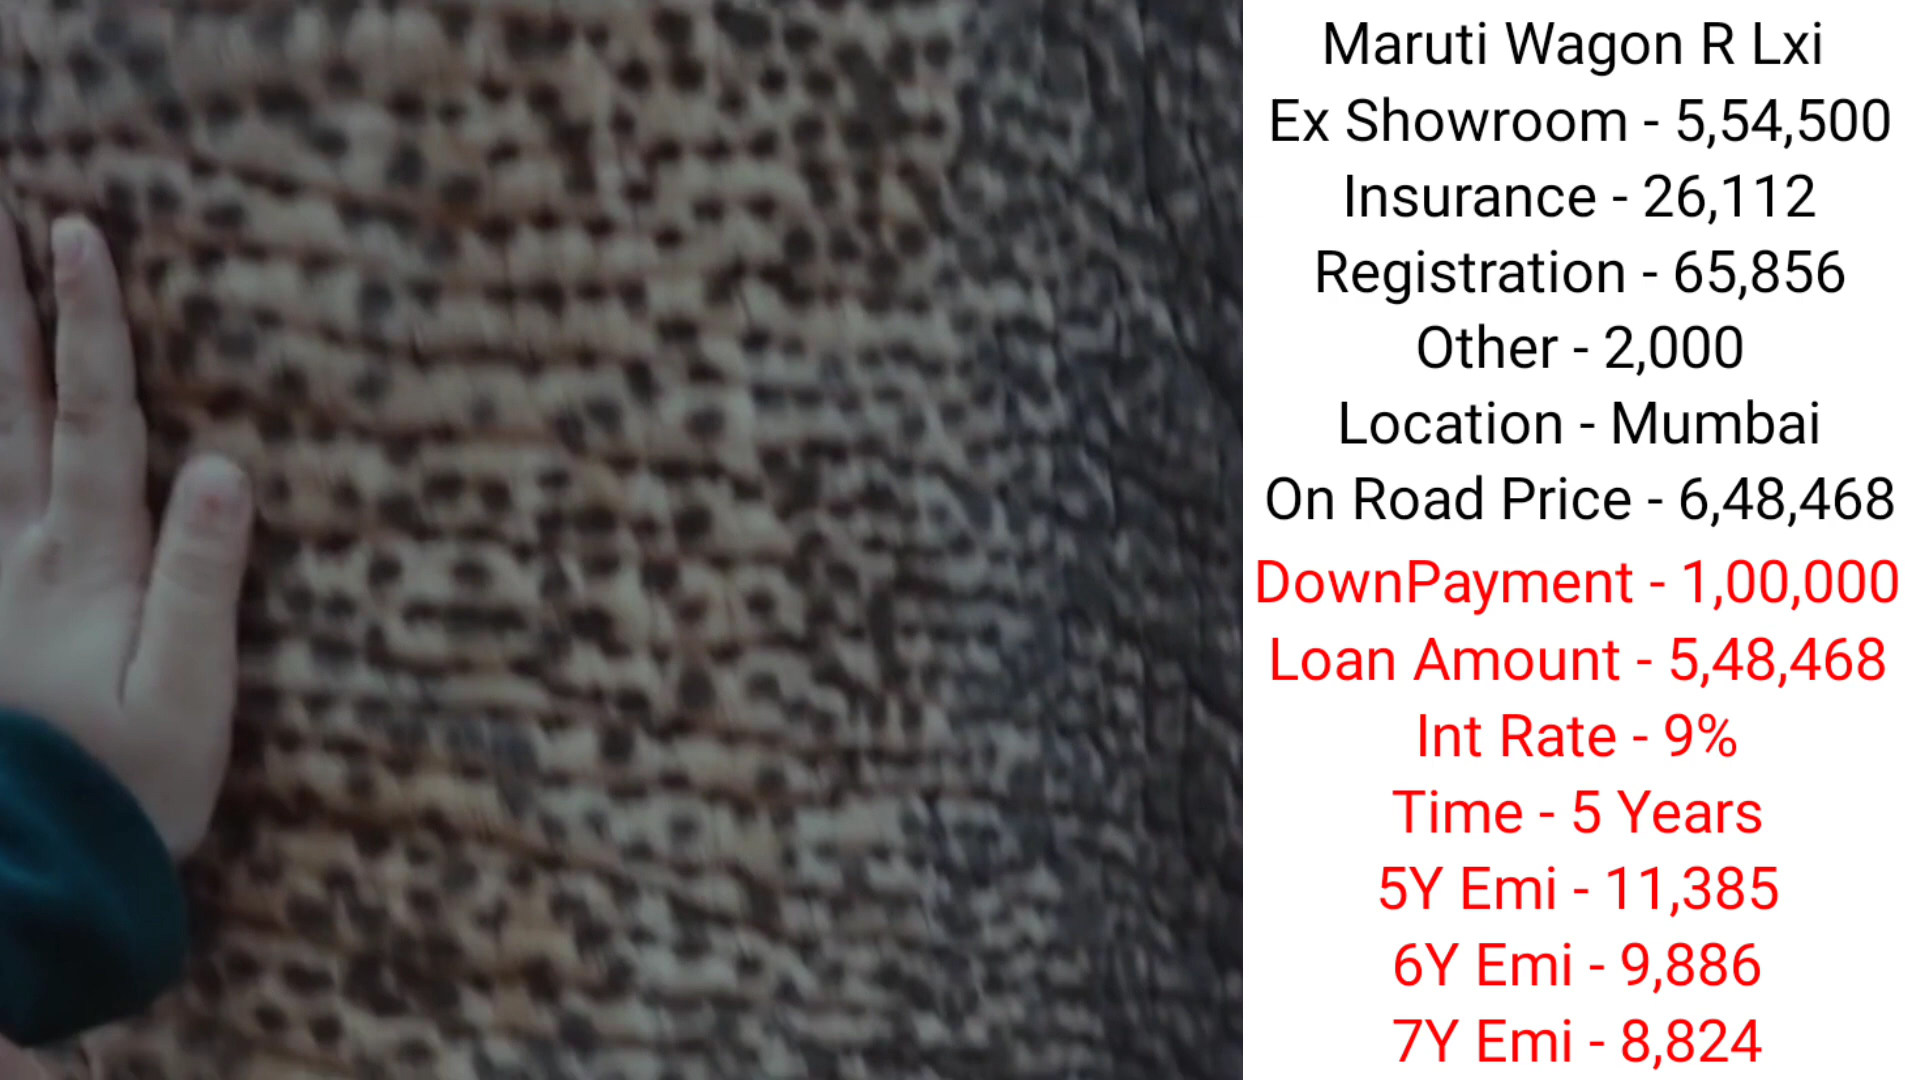 Maruti Wagon R Lxi
Ex Showroom - 5,54,500
Insurance - 26,112
Registration - 65,856
Other - 2,000
Location - Mumbai
On Road Price - 6,48,468
DownPayment - 1,00,000
Loan Amount - 5,48,468
Int Rate - 9%
Time - 5 Years
5Y Emi - 11,385
6Y Emi - 9,886
7Y Emi - 8,824